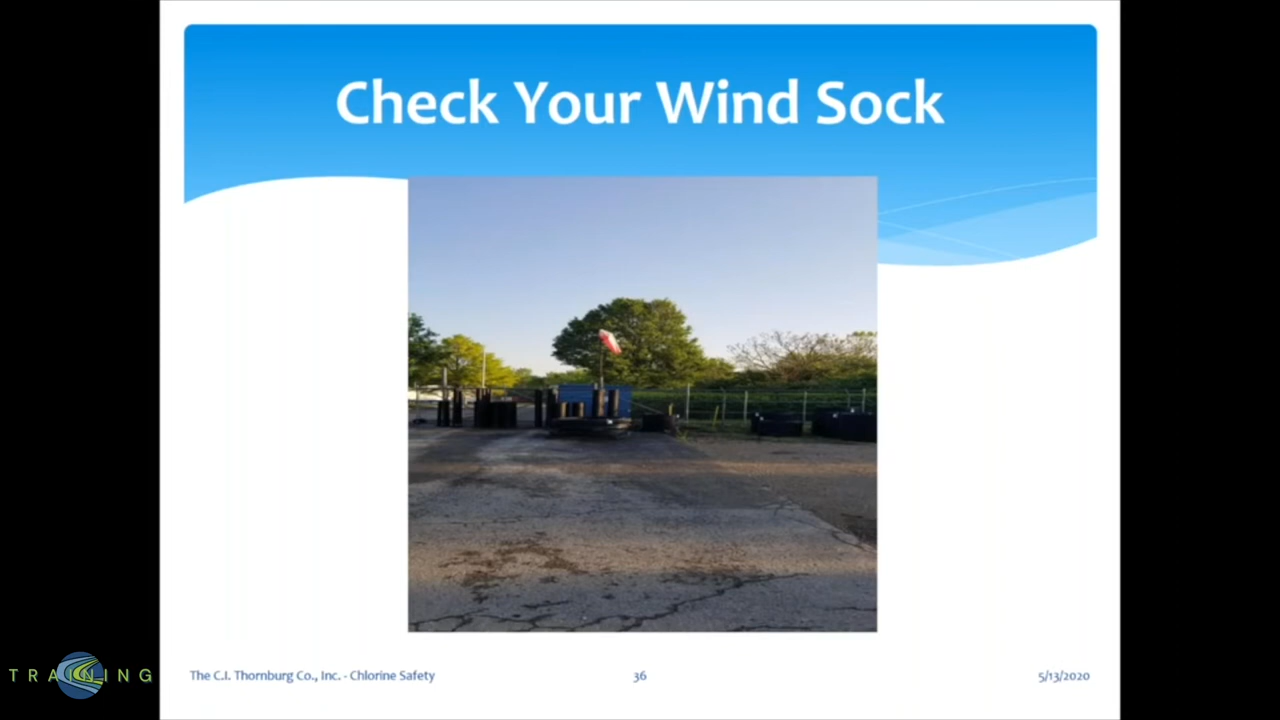 Check Your Wind Sock
TRAINING
The C.I. Thornburg Co., Inc. - Chlorine Safety
36
5/13/2020